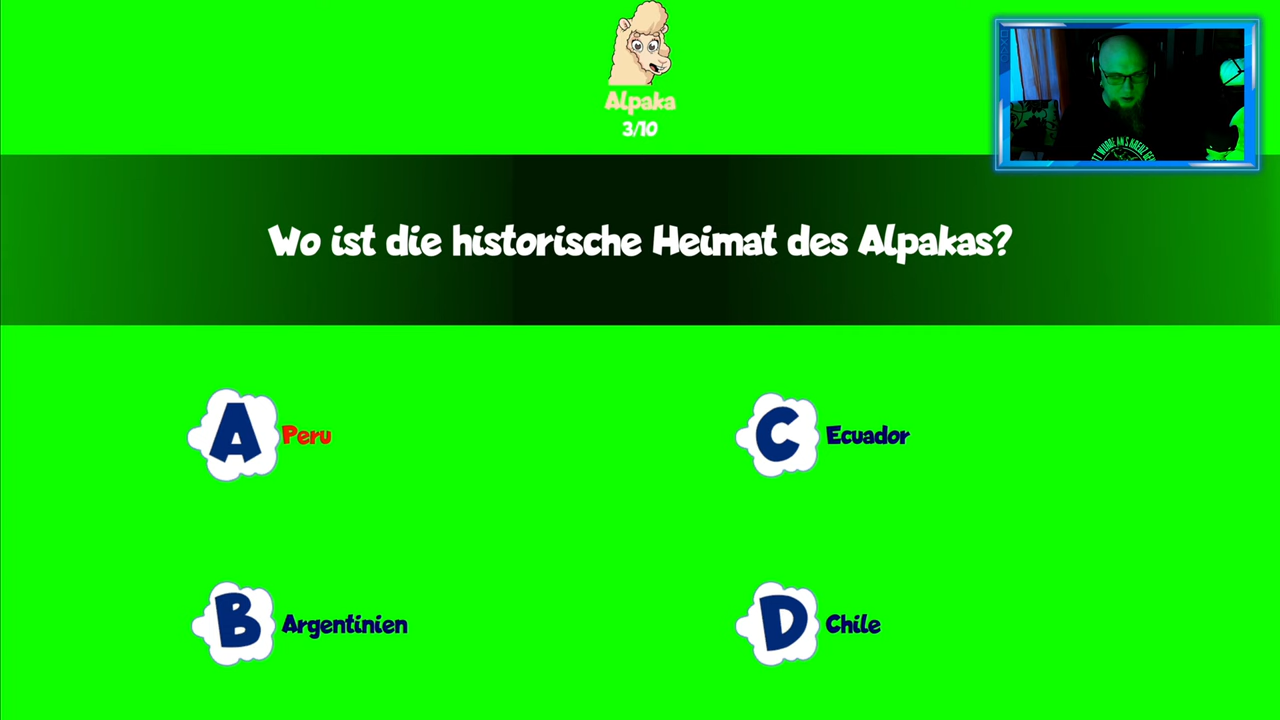 Alpaka
3/10
Wo ist die historische Heimat des Alpakas?
A Peru
C Ecuador
B Argentinien
D Chile